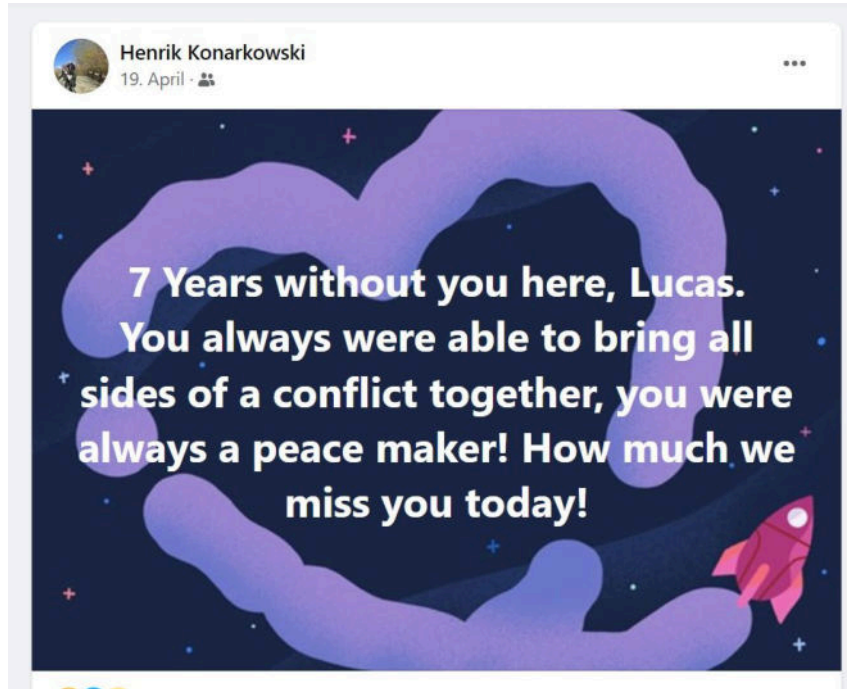 Henrik Konarkowski
19. April ·
7 Years without you here, Lucas.
You always were able to bring all
sides of a conflict together, you were
always a peace maker! How much we
miss you today!